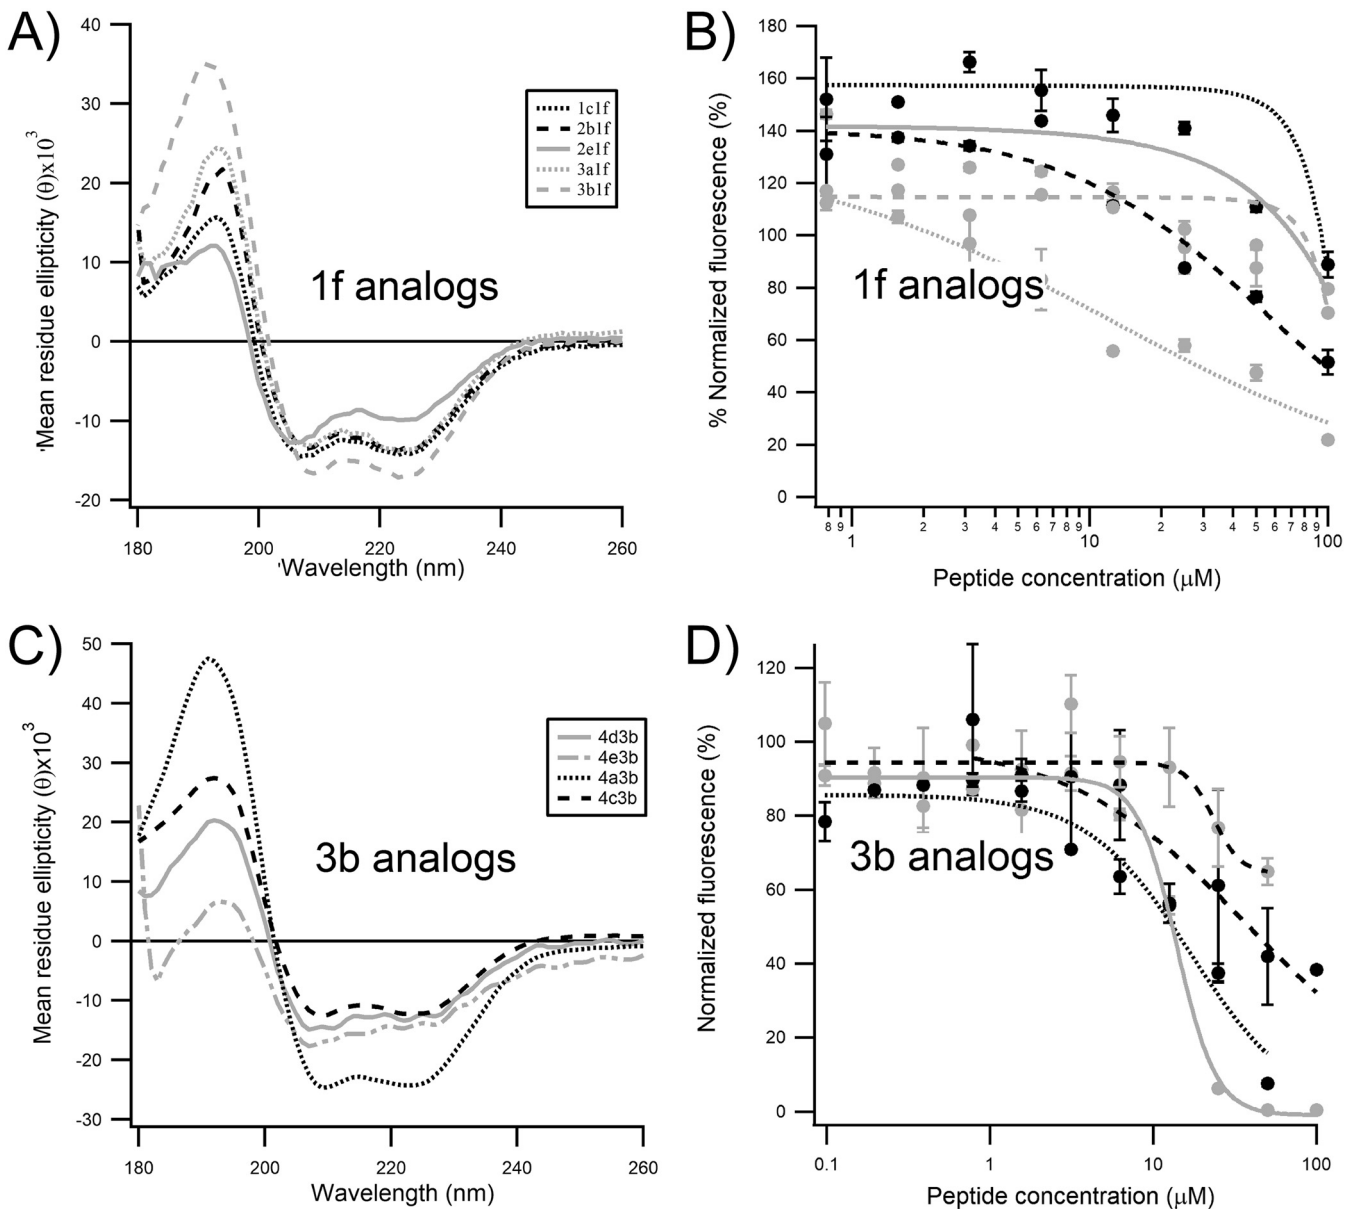 A)
40
30
20
10
0
-10
-20
'Mean residue ellipticity (θ)x10³
1c1f
2b1f
2e1f
3a1f
3b1f
1f analogs
180 200 220 240 260
'Wavelength (nm)
B)
180
160
140
120
100
80
60
40
20
0
% Normalized fluorescence (%)
1f analogs
8 9 2 3 4 5 6 7 8 9 2 3 4 5 6 7 8 9
1 10 100
Peptide concentration (μM)
C)
50
40
30
20
10
0
-10
-20
-30
Mean residue ellipticity (θ)x10³
4d3b
4e3b
4a3b
4c3b
3b analogs
180 200 220 240 260
Wavelength (nm)
D)
120
100
80
60
40
20
0
Normalized fluorescence (%)
3b analogs
0.1 1 10 100
Peptide concentration (μM)